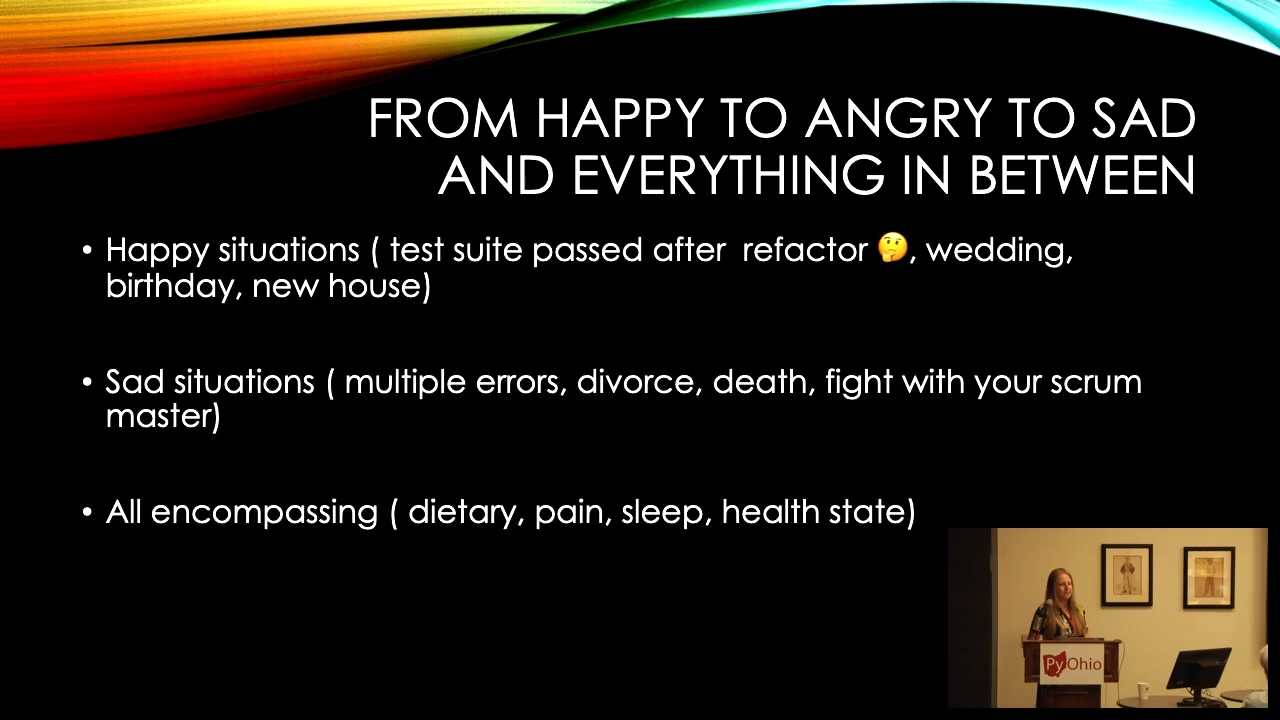 FROM HAPPY TO ANGRY TO SAD
AND EVERYTHING IN BETWEEN
• Happy situations ( test suite passed after  refactor 🤔, wedding,
birthday, new house)
• Sad situations ( multiple errors, divorce, death, fight with your scrum
master)
• All encompassing ( dietary, pain, sleep, health state)
PyOhio